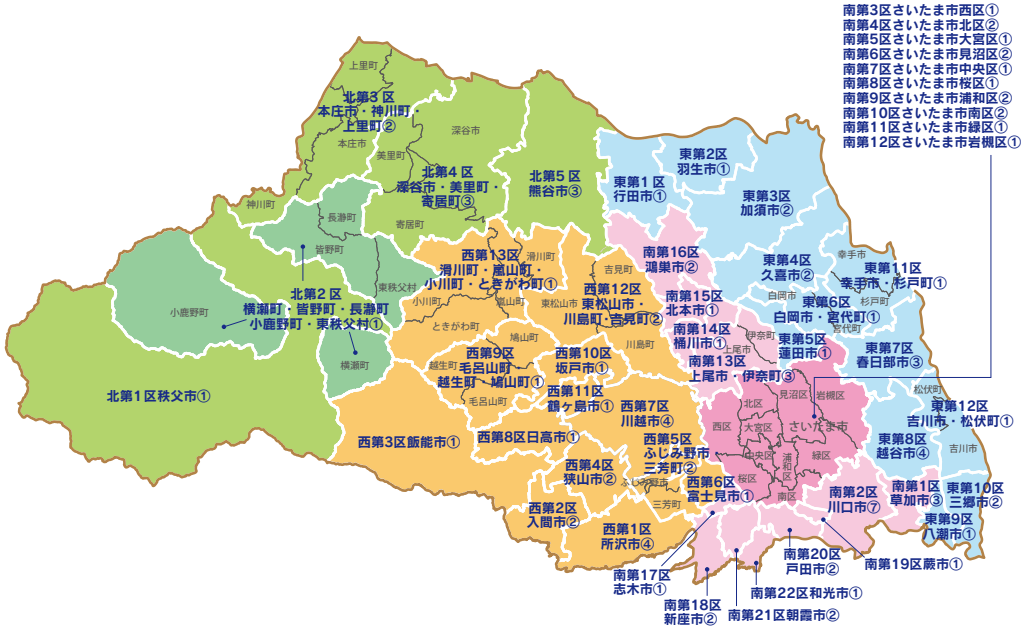 南第3区さいたま市西区①
南第4区さいたま市北区②
南第5区さいたま市大宮区①
南第6区さいたま市見沼区②
南第7区さいたま市中央区①
南第8区さいたま市桜区①
南第9区さいたま市浦和区②
南第10区さいたま市南区②
南第11区さいたま市緑区①
南第12区さいたま市岩槻区①
上里町
北第3区
本庄市・神川町・
上里町②
本庄市
深谷市
美里町
北第4区
深谷市・美里町・
寄居町③
寄居町
北第5区
熊谷市③
神川町
長瀞町
皆野町
東秩父村
小鹿野町
北第2区
横瀬町・皆野町・長瀞町
小鹿野町・東秩父村①
横瀬町
北第1区秩父市①
東第1区
行田市①
東第2区
羽生市①
東第3区
加須市②
東第4区
久喜市②
幸手市
東第11区
幸手市・杉戸町①
杉戸町
白岡市
東第6区
白岡市・宮代町①
宮代町
東第5区
蓮田市①
東第7区
春日部市③
松伏町
東第12区
吉川市・松伏町①
吉川市
東第8区
越谷市④
東第10区
三郷市②
東第9区
八潮市①
南第16区
鴻巣市②
南第15区
北本市①
南第14区
桶川市①
伊奈町
上尾市
南第13区
上尾市・伊奈町③
西第13区
滑川町・嵐山町・
小川町・ときがわ町①
滑川町
小川町
嵐山町
ときがわ町
吉見町
西第12区
東松山市・
川島町・吉見町②
東松山市
川島町
鳩山町
越生町
西第9区
毛呂山町
越生町・鳩山町①
毛呂山町
西第10区
坂戸市①
西第11区
鶴ヶ島市①
西第7区
川越市④
西第3区飯能市①
西第8区日高市①
西第5区
ふじみ野市
三芳町②
ふじみ野市
三芳町
西第4区
狭山市②
西第6区
富士見市①
西第2区
入間市②
西第1区
所沢市④
見沼区
岩槻区
北区
西区
大宮区
さいたま市
中央区
浦和区
緑区
桜区
南区
南第2区
川口市⑦
南第1区
草加市③
南第17区
志木市①
南第18区
新座市②
南第19区蕨市①
南第20区
戸田市②
南第22区和光市①
南第21区朝霞市②